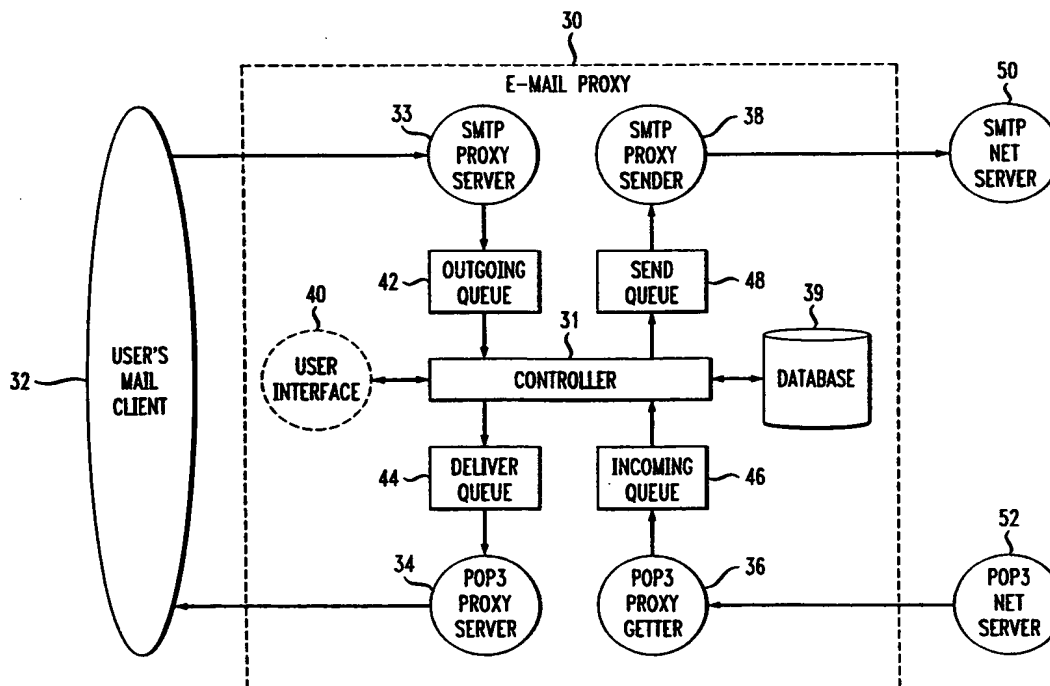 30
E-MAIL PROXY
50
33
SMTP
PROXY
SERVER
38
SMTP
PROXY
SENDER
SMTP
NET
SERVER
42
OUTGOING
QUEUE
SEND
QUEUE
48
40
USER
INTERFACE
31
CONTROLLER
39
DATABASE
32
USER'S
MAIL
CLIENT
44
DELIVER
QUEUE
INCOMING
QUEUE
46
34
POP3
PROXY
SERVER
36
POP3
PROXY
GETTER
52
POP3
NET
SERVER